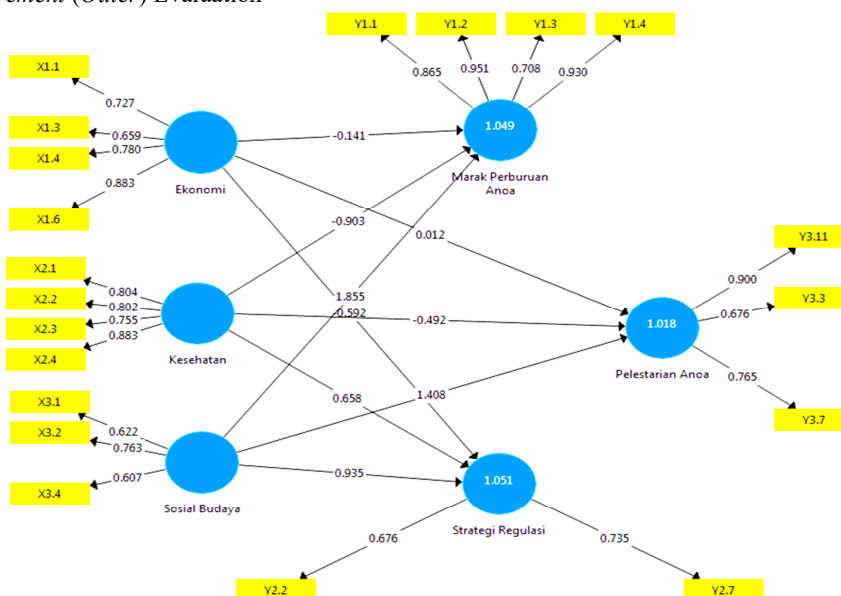 ement (Outer) Evaluation
Y1.1
Y1.2
Y1.3
Y1.4
0.865
0.951
0.708
0.930
X1.1
X1.3
X1.4
X1.6
0.727
0.659
0.780
0.883
Ekonomi
1.049
Marak Perburuan
Anoa
-0.141
-0.903
0.012
1.855
-0.592
-0.492
X2.1
X2.2
X2.3
X2.4
0.804
0.802
0.755
0.883
Kesehatan
Y3.11
Y3.3
Y3.7
0.900
0.676
0.765
1.018
Pelestarian Anoa
0.658
1.408
0.935
X3.1
X3.2
X3.4
0.622
0.763
0.607
Sosial Budaya
1.051
Strategi Regulasi
0.676
0.735
Y2.2
Y2.7